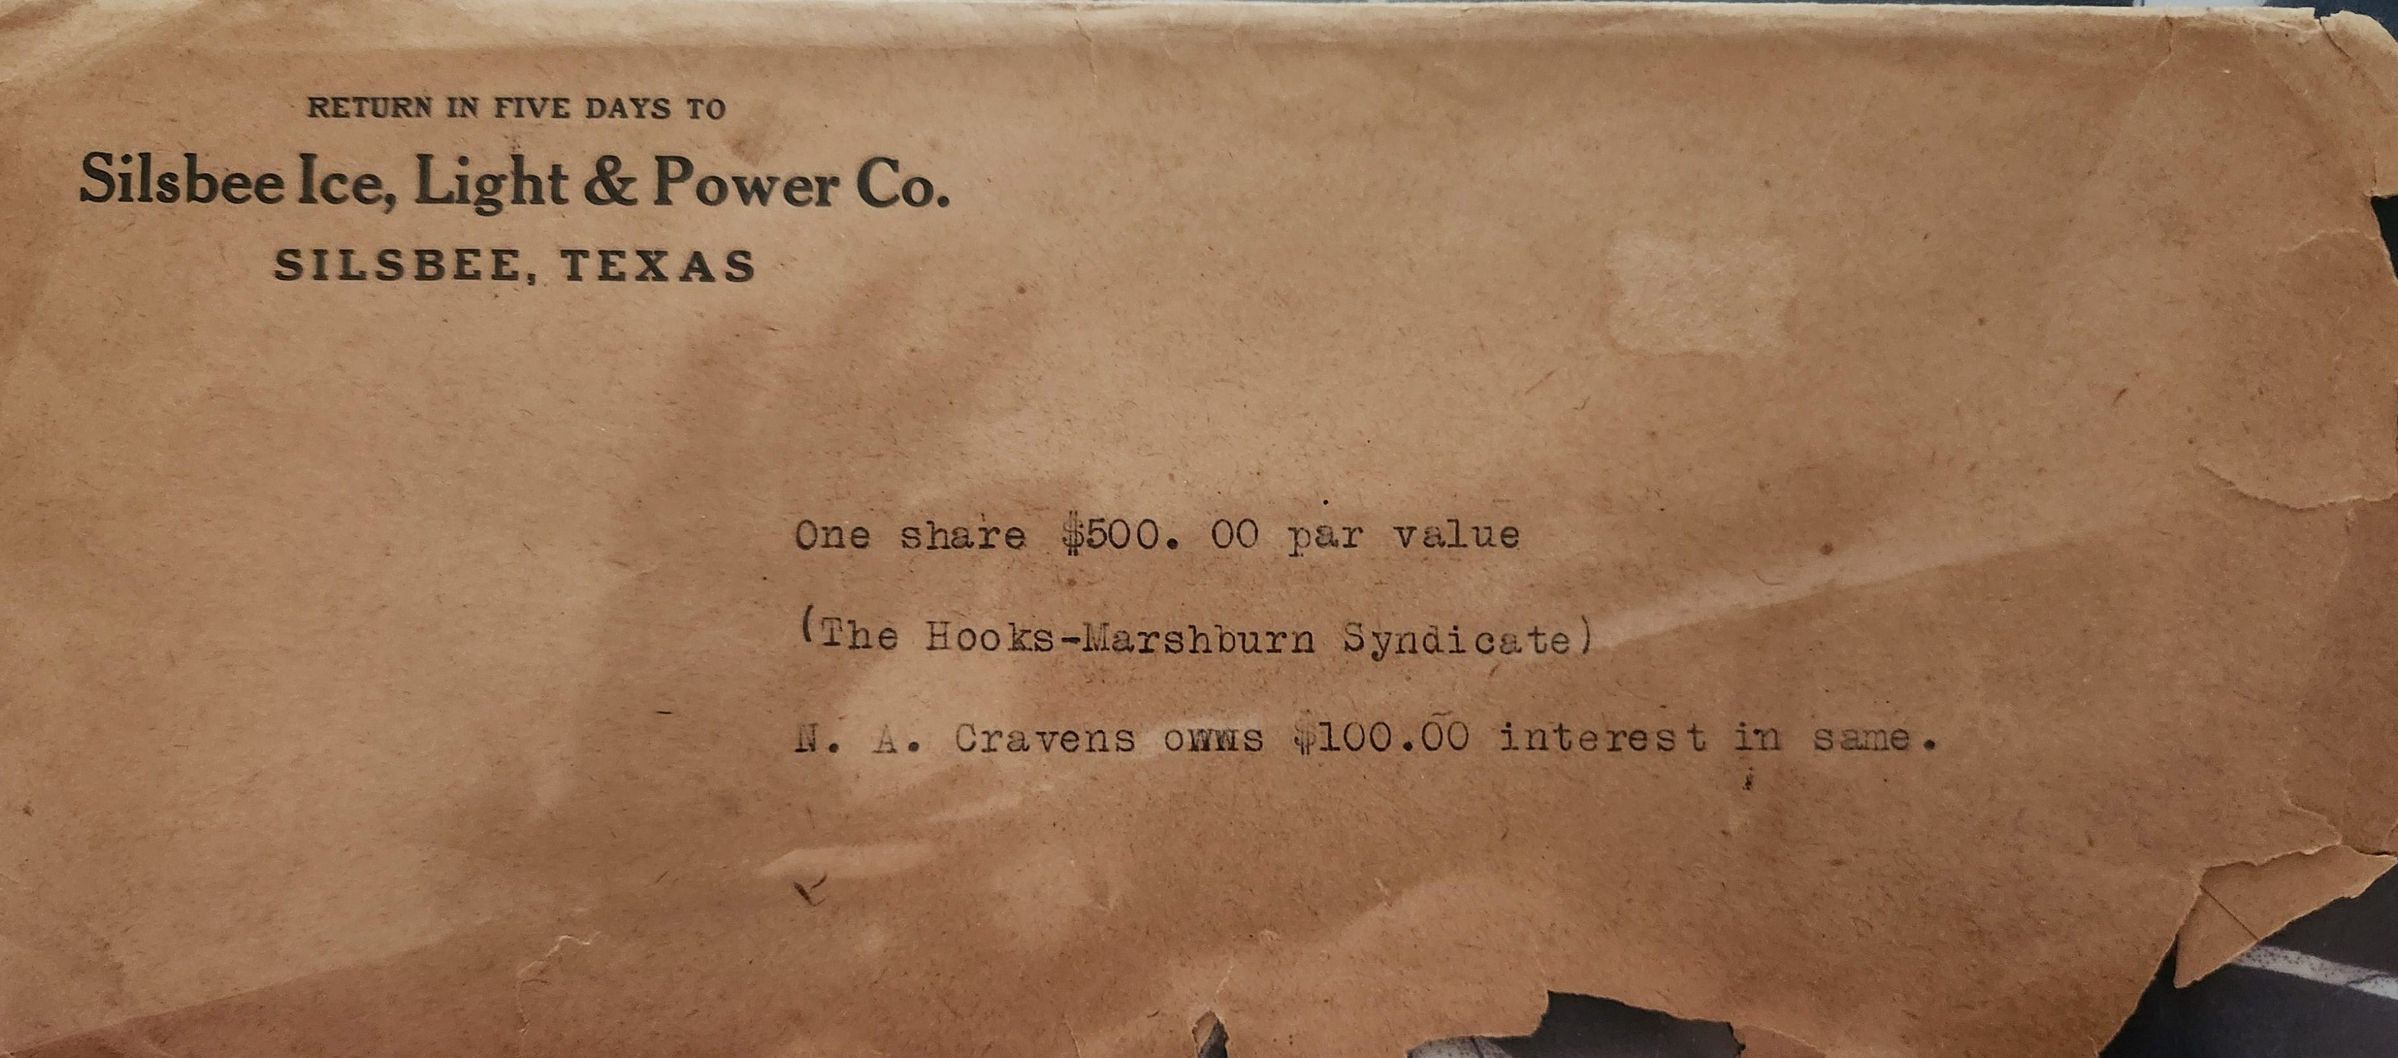 RETURN IN FIVE DAYS TO
Silsbee Ice, Light & Power Co.
SILSBEE, TEXAS
One share $500. 00 par value
(The Hooks-Marshburn Syndicate)
N. A. Cravens owns $100.00 interest in same.